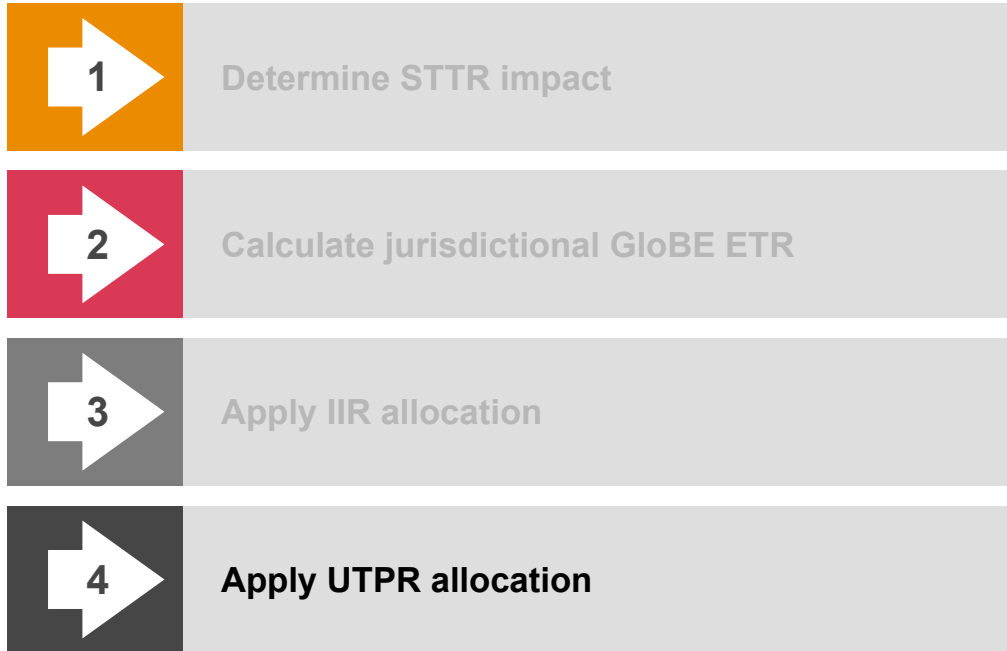 1
Determine STTR impact
2
Calculate jurisdictional GloBE ETR
3
Apply IIR allocation
4
Apply UTPR allocation